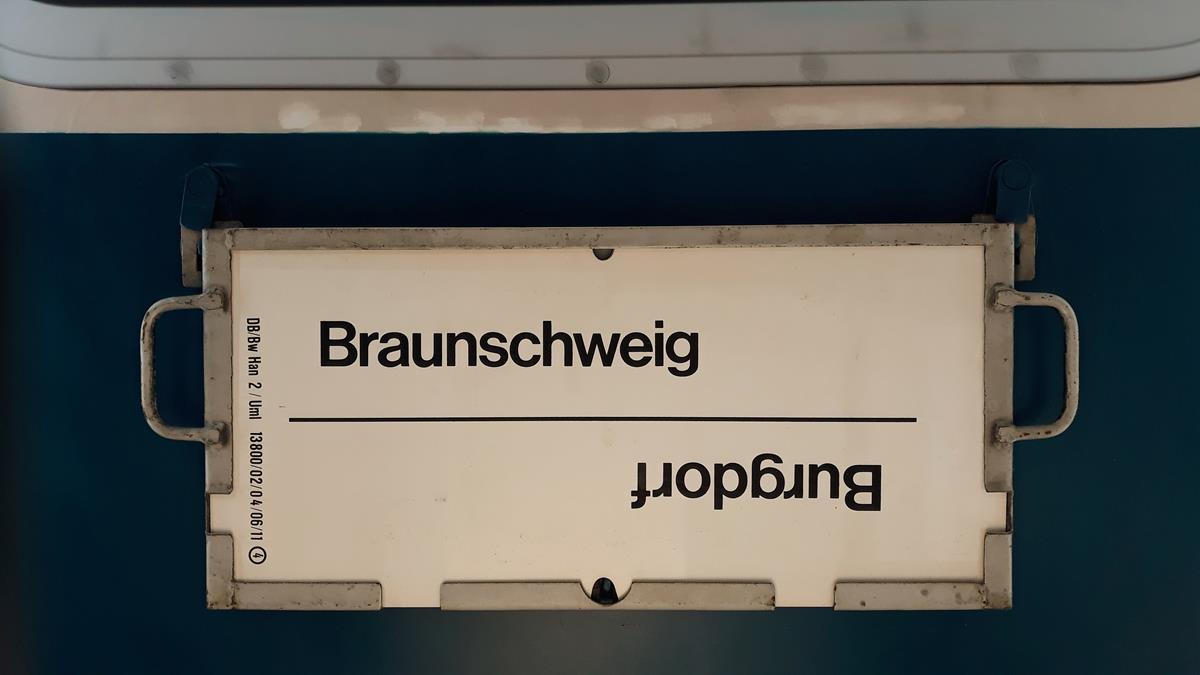 Braunschweig
Burgdorf
DB/Bw Han 2 / Uml 13800/02/04/06/11 4